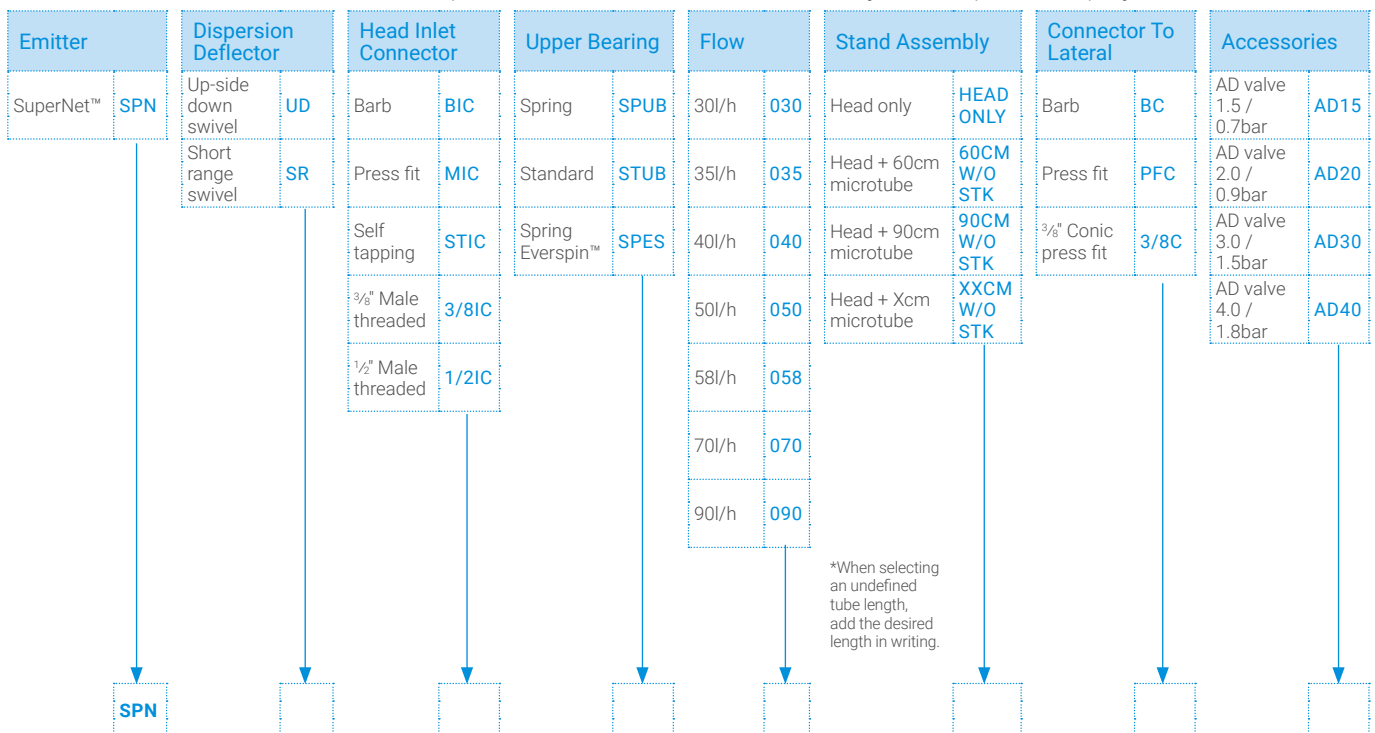 Emitter
Dispersion
Deflector
Head Inlet
Connector
Upper Bearing
Flow
Stand Assembly
Connector To
Lateral
Accessories
SuperNet™ SPN
Up-side
down
swivel
UD
Short
range
swivel
SR
Barb BIC
Press fit MIC
Self
tapping
STIC
3/8" Male
threaded
3/8IC
1/2" Male
threaded
1/2IC
Spring SPUB
Standard STUB
Spring
Everspin™
SPES
30l/h 030
35l/h 035
40l/h 040
50l/h 050
58l/h 058
70l/h 070
90l/h 090
Head only
HEAD
ONLY
Head + 60cm
microtube
60CM
W/O
STK
Head + 90cm
microtube
90CM
W/O
STK
Head + Xcm
microtube
XXCM
W/O
STK
*When selecting
an undefined
tube length,
add the desired
length in writing.
Barb BC
Press fit PFC
3/8" Conic
press fit
3/8C
AD valve
1.5 /
0.7bar
AD15
AD valve
2.0 /
0.9bar
AD20
AD valve
3.0 /
1.5bar
AD30
AD valve
4.0 /
1.8bar
AD40
SPN